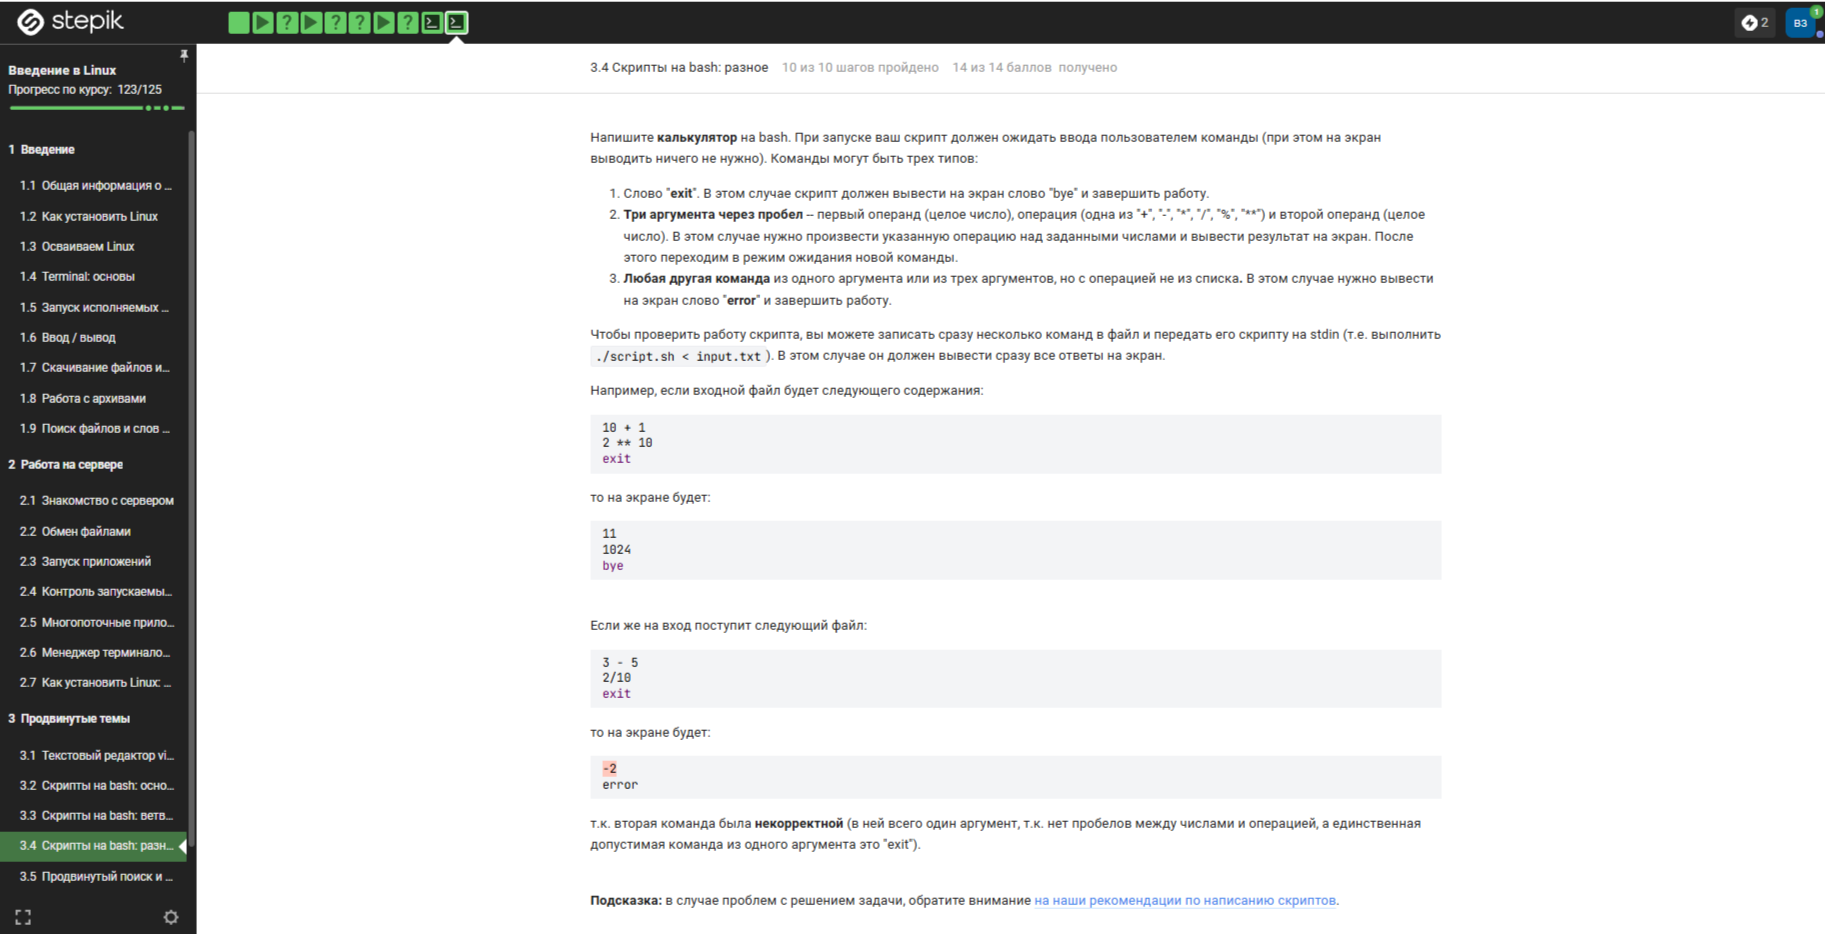 stepik
2
ВЗ
1
Введение в Linux
Прогресс по курсу: 123/125
1 Введение
1.1 Общая информация о ...
1.2 Как установить Linux
1.3 Осваиваем Linux
1.4 Terminal: основы
1.5 Запуск исполняемых ...
1.6 Ввод / вывод
1.7 Скачивание файлов и...
1.8 Работа с архивами
1.9 Поиск файлов и слов ...
2 Работа на сервере
2.1 Знакомство с сервером
2.2 Обмен файлами
2.3 Запуск приложений
2.4 Контроль запускаемы...
2.5 Многопоточные прило...
2.6 Менеджер терминало...
2.7 Как установить Linux: ...
3 Продвинутые темы
3.1 Текстовый редактор vi...
3.2 Скрипты на bash: осно...
3.3 Скрипты на bash: ветв...
3.4 Скрипты на bash: разн...
3.5 Продвинутый поиск и ...
3.4 Скрипты на bash: разное 10 из 10 шагов пройдено 14 из 14 баллов получено
Напишите калькулятор на bash. При запуске ваш скрипт должен ожидать ввода пользователем команды (при этом на экран
выводить ничего не нужно). Команды могут быть трех типов:
1. Слово "exit". В этом случае скрипт должен вывести на экран слово "bye" и завершить работу.
2. Три аргумента через пробел -- первый операнд (целое число), операция (одна из "+", "-", "*", "/", "%", "**") и второй операнд (целое
число). В этом случае нужно произвести указанную операцию над заданными числами и вывести результат на экран. После
этого переходим в режим ожидания новой команды.
3. Любая другая команда из одного аргумента или из трех аргументов, но с операцией не из списка. В этом случае нужно вывести
на экран слово "error" и завершить работу.
Чтобы проверить работу скрипта, вы можете записать сразу несколько команд в файл и передать его скрипту на stdin (т.е. выполнить
./script.sh < input.txt ). В этом случае он должен вывести сразу все ответы на экран.
Например, если входной файл будет следующего содержания:
10 + 1
2 ** 10
exit
то на экране будет:
11
1024
bye
Если же на вход поступит следующий файл:
3 - 5
2/10
exit
то на экране будет:
-2
error
т.к. вторая команда была некорректной (в ней всего один аргумент, т.к. нет пробелов между числами и операцией, а единственная
допустимая команда из одного аргумента это "exit").
Подсказка: в случае проблем с решением задачи, обратите внимание на наши рекомендации по написанию скриптов.